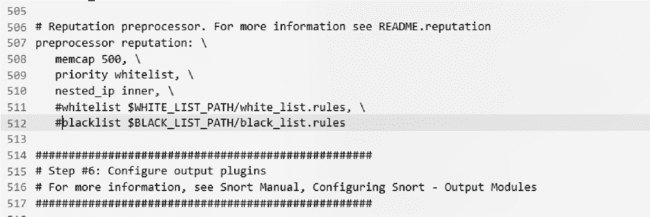 505
506 # Reputation preprocessor. For more information see README.reputation
507 preprocessor reputation: \
508    memcap 500, \
509    priority whitelist, \
510    nested_ip inner, \
511    #whitelist $WHITE_LIST_PATH/white_list.rules, \
512    #blacklist $BLACK_LIST_PATH/black_list.rules
513
514 ###################################################
515 # Step #6: Configure output plugins
516 # For more information, see Snort Manual, Configuring Snort - Output Modules
517 ###################################################